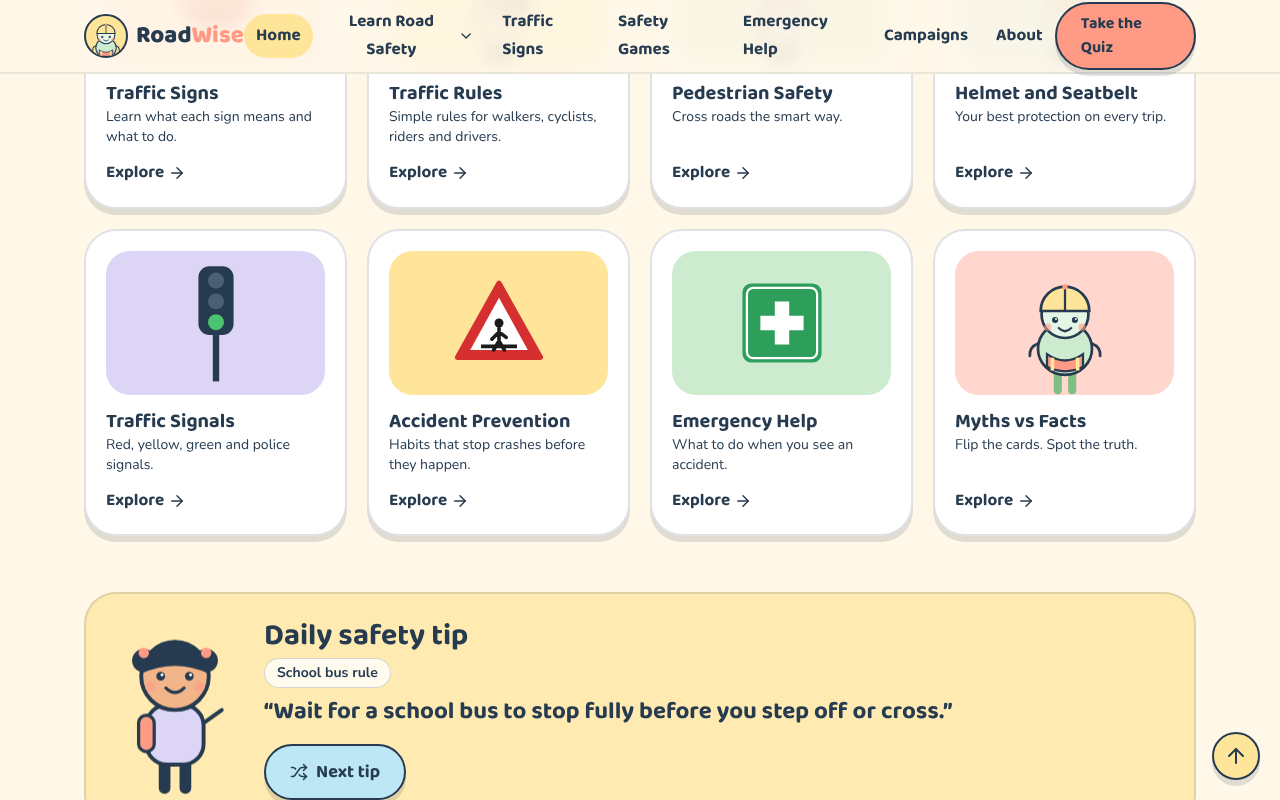 RoadWise
Home
Learn Road
Safety
Traffic
Signs
Safety
Games
Emergency
Help
Campaigns
About
Take the
Quiz
Traffic Signs
Learn what each sign means and
what to do.
Explore
Traffic Rules
Simple rules for walkers, cyclists,
riders and drivers.
Explore
Pedestrian Safety
Cross roads the smart way.
Explore
Helmet and Seatbelt
Your best protection on every trip.
Explore
Traffic Signals
Red, yellow, green and police
signals.
Explore
Accident Prevention
Habits that stop crashes before
they happen.
Explore
Emergency Help
What to do when you see an
accident.
Explore
Myths vs Facts
Flip the cards. Spot the truth.
Explore
Daily safety tip
School bus rule
“Wait for a school bus to stop fully before you step off or cross.”
Next tip